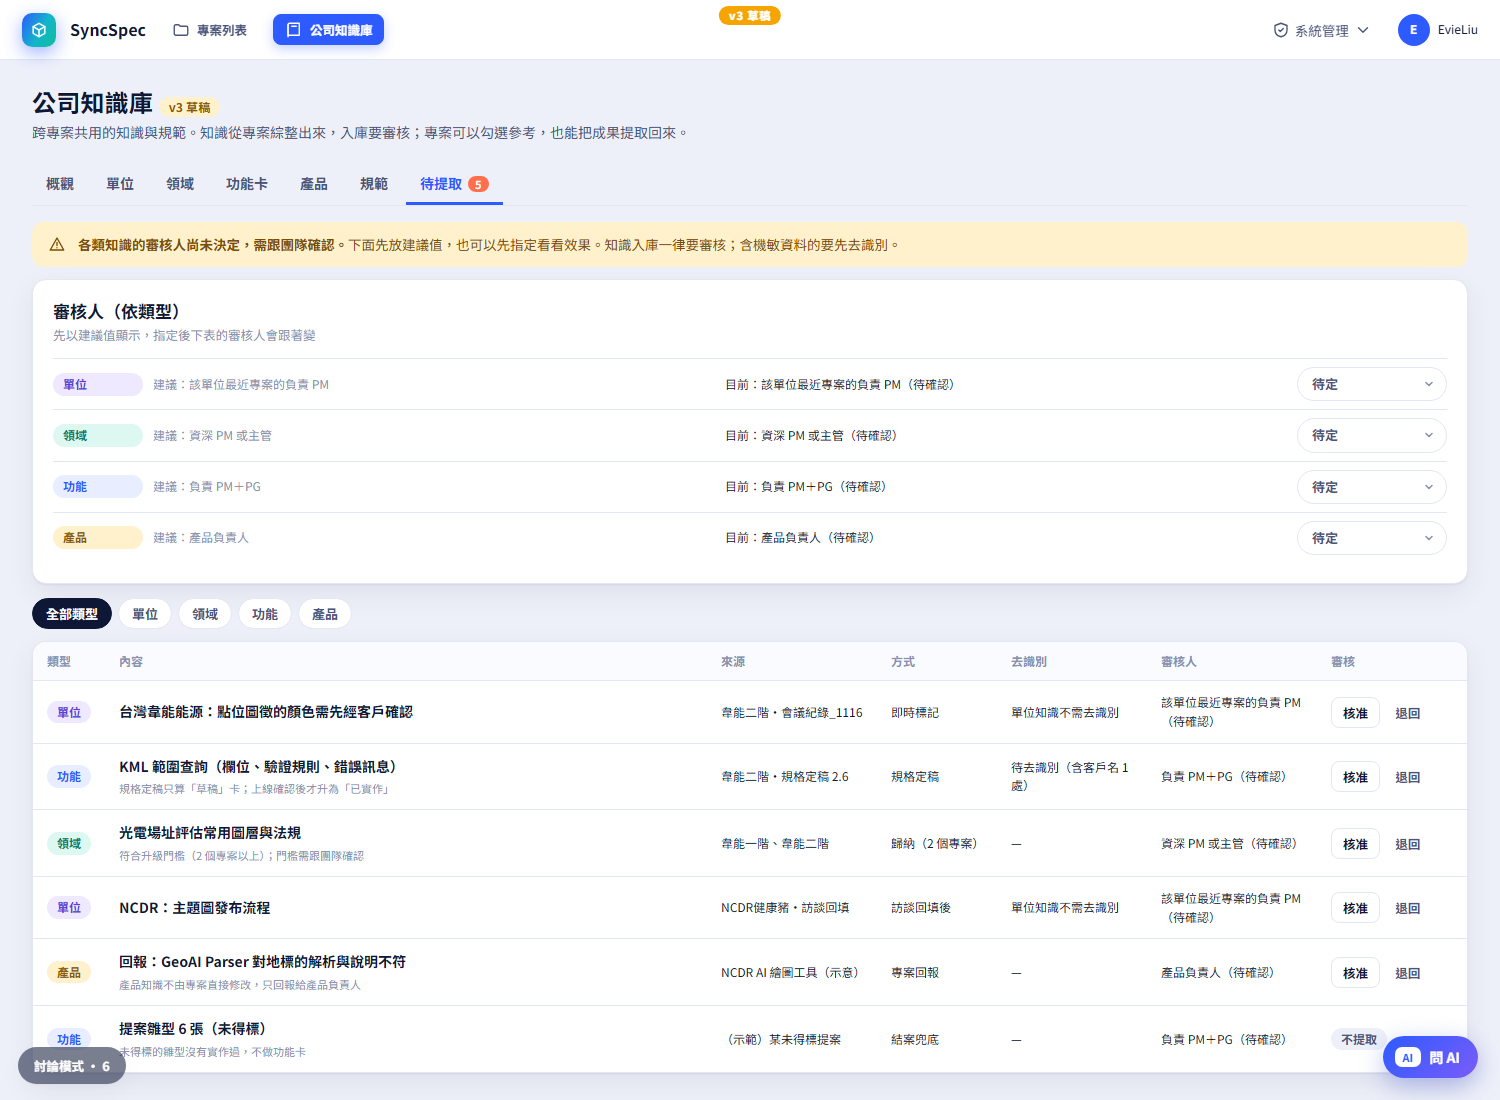 SyncSpec
專案列表
公司知識庫
v3 草稿
系統管理
E
EvieLiu
公司知識庫
v3 草稿
跨專案共用的知識與規範。知識從專案綜整出來，入庫要審核；專案可以勾選參考，也能把成果提取回來。
概觀
單位
領域
功能卡
產品
規範
待提取 5
各類知識的審核人尚未決定，需跟團隊確認。下面先放建議值，也可以先指定看看效果。知識入庫一律要審核；含機敏資料的要先去識別。
審核人（依類型）
先以建議值顯示，指定後下表的審核人會跟著變
單位 建議：該單位最近專案的負責 PM 目前：該單位最近專案的負責 PM（待確認） 待定
領域 建議：資深 PM 或主管 目前：資深 PM 或主管（待確認） 待定
功能 建議：負責 PM＋PG 目前：負責 PM＋PG（待確認） 待定
產品 建議：產品負責人 目前：產品負責人（待確認） 待定
全部類型 單位 領域 功能 產品
類型 內容 來源 方式 去識別 審核人 審核
單位 台灣韋能能源：點位圖徵的顏色需先經客戶確認 韋能二階・會議紀錄_1116 即時標記 單位知識不需去識別 該單位最近專案的負責 PM
（待確認） 核准 退回
功能 KML 範圍查詢（欄位、驗證規則、錯誤訊息）
規格定稿只算「草稿」卡；上線確認後才升為「已實作」
韋能二階・規格定稿 2.6 規格定稿 待去識別（含客戶名 1
處） 負責 PM＋PG（待確認） 核准 退回
領域 光電場址評估常用圖層與法規
符合升級門檻（2 個專案以上）；門檻需跟團隊確認
韋能一階、韋能二階 歸納（2 個專案） — 資深 PM 或主管（待確認） 核准 退回
單位 NCDR：主題圖發布流程 NCDR健康豬・訪談回填 訪談回填後 單位知識不需去識別 該單位最近專案的負責 PM
（待確認） 核准 退回
產品 回報：GeoAI Parser 對地標的解析與說明不符
產品知識不由專案直接修改，只回報給產品負責人
NCDR AI 繪圖工具（示意） 專案回報 — 產品負責人（待確認） 核准 退回
功能 提案雛型 6 張（未得標）
未得標的雛型沒有實作過，不做功能卡
（示範）某未得標提案 結案兜底 — 負責 PM＋PG（待確認） 不提取
討論模式 • 6
AI 問 AI